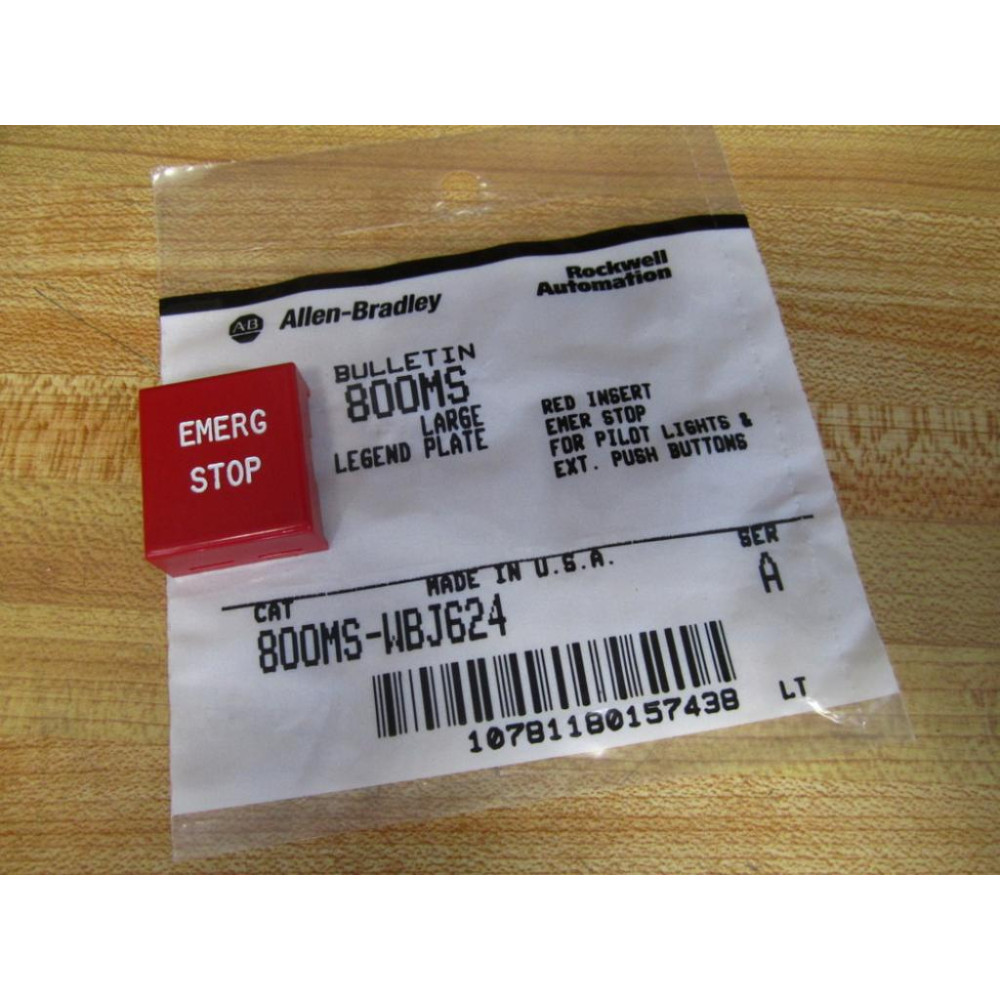 Rockwell
Automation
AB Allen-Bradley
BULLETIN
800MS
LARGE
LEGEND PLATE
RED INSERT
EMER STOP
FOR PILOT LIGHTS &
EXT. PUSH BUTTONS
EMERG
STOP
MADE IN U.S.A.
CAT
800MS-WBJ624
SER
A
10781180157438
LT